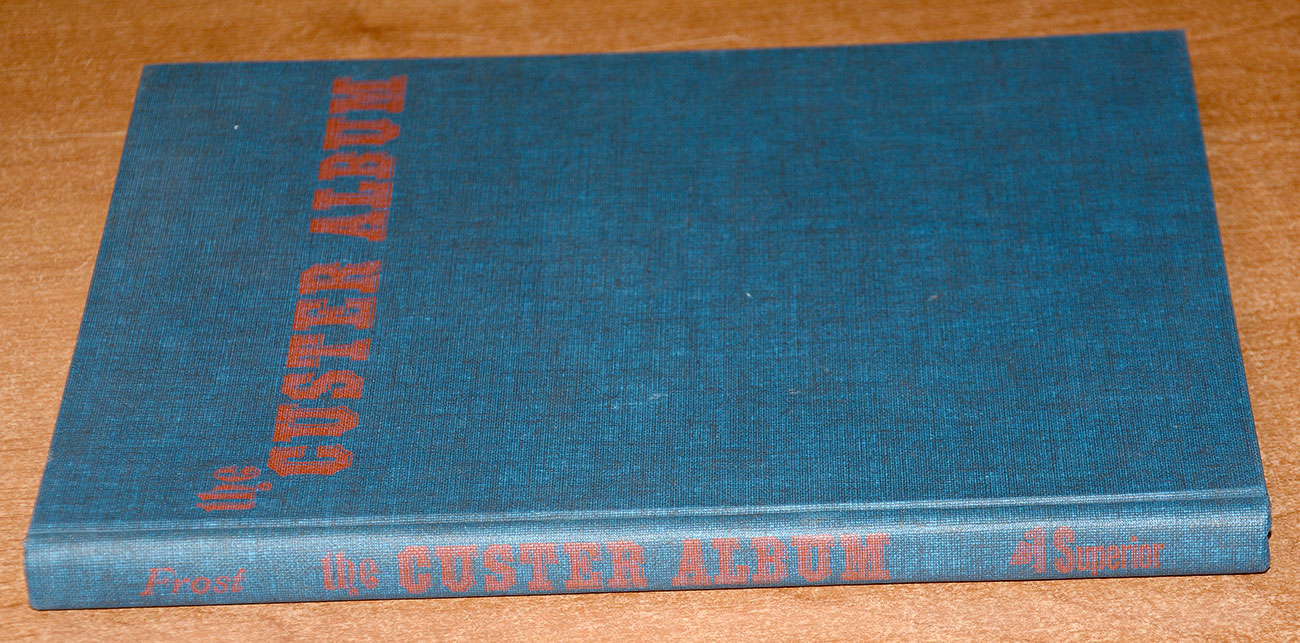 the
CUSTER ALBUM
Frost the CUSTER ALBUM Superior